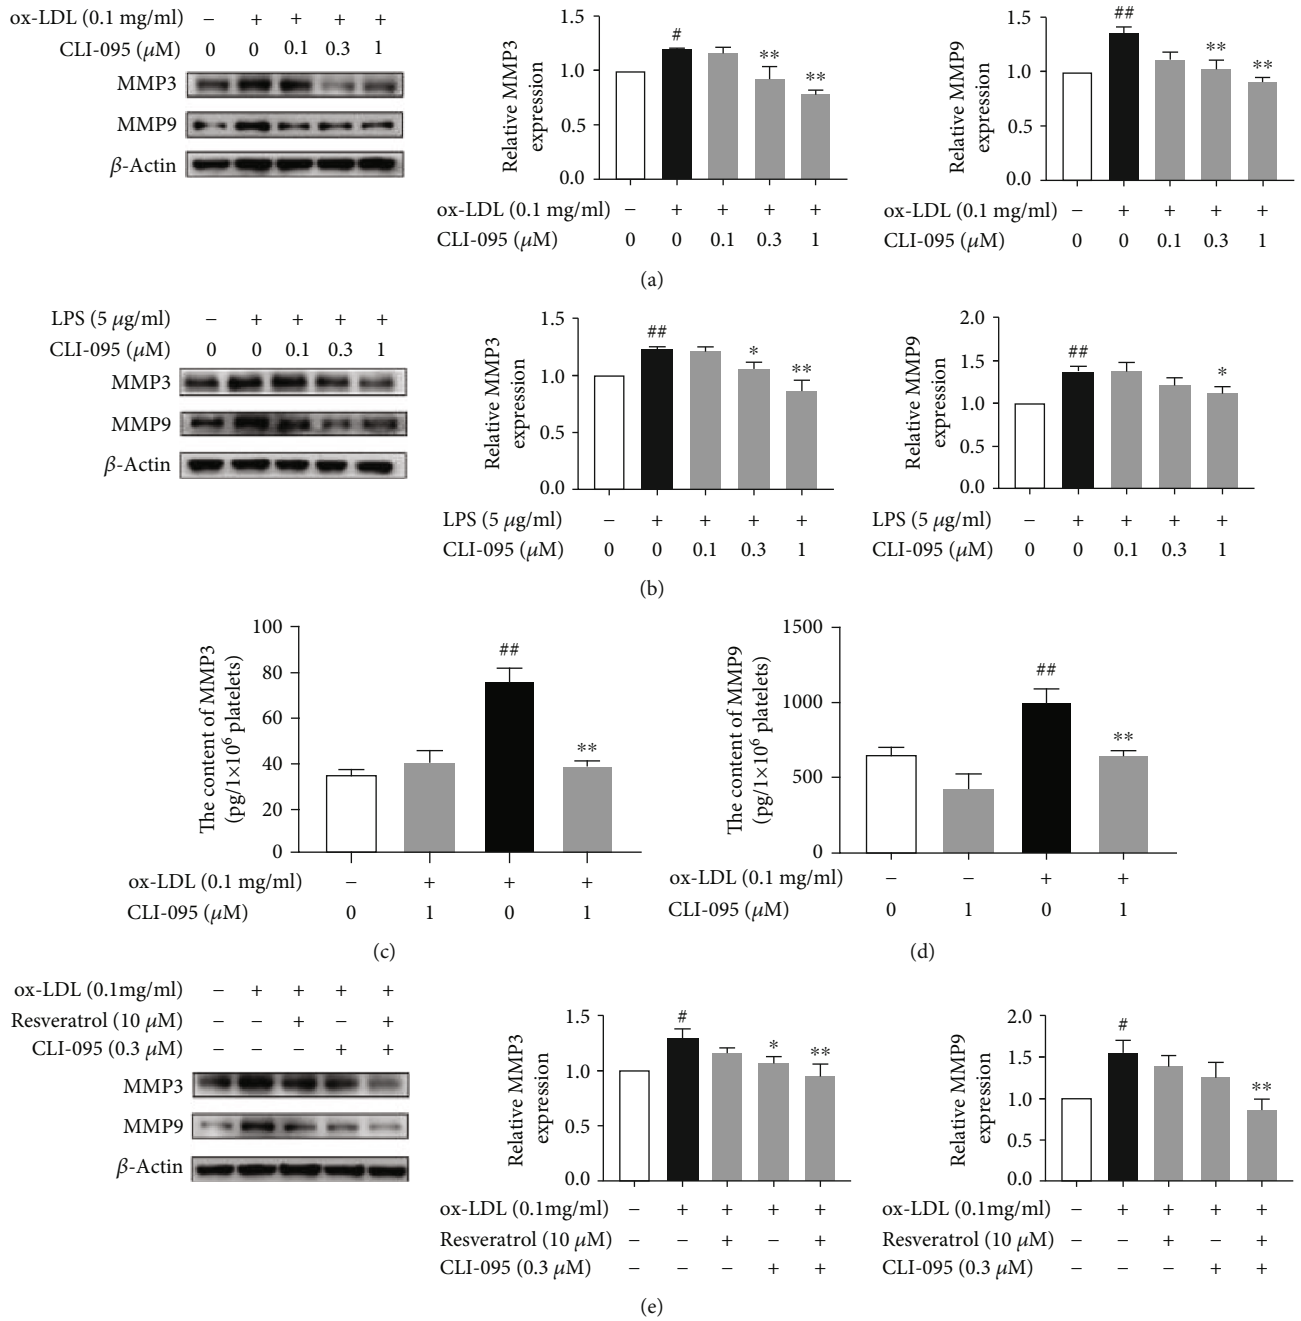 ox-LDL (0.1 mg/ml) − + + + +
CLI-095 (μM) 0 0 0.1 0.3 1
MMP3
MMP9
β-Actin
Relative MMP3
expression
1.5
1.0
0.5
0.0
#
**
**
ox-LDL (0.1 mg/ml) − + + + +
CLI-095 (μM) 0 0 0.1 0.3 1
Relative MMP9
expression
1.5
1.0
0.5
0.0
##
**
**
ox-LDL (0.1 mg/ml) − + + + +
CLI-095 (μM) 0 0 0.1 0.3 1
(a)
LPS (5 μg/ml) − + + + +
CLI-095 (μM) 0 0 0.1 0.3 1
MMP3
MMP9
β-Actin
Relative MMP3
expression
1.5
1.0
0.5
0.0
##
*
**
LPS (5 μg/ml) − + + + +
CLI-095 (μM) 0 0 0.1 0.3 1
Relative MMP9
expression
2.0
1.5
1.0
0.5
0.0
##
*
LPS (5 μg/ml) − + + + +
CLI-095 (μM) 0 0 0.1 0.3 1
(b)
The content of MMP3
(pg/1×10⁶ platelets)
100
80
60
40
20
0
##
**
ox-LDL (0.1 mg/ml) − + + +
CLI-095 (μM) 0 1 0 1
(c)
The content of MMP9
(pg/1×10⁶ platelets)
1500
1000
500
0
##
**
ox-LDL (0.1 mg/ml) − − + +
CLI-095 (μM) 0 1 0 1
(d)
ox-LDL (0.1mg/ml) − + + + +
Resveratrol (10 μM) − − + − +
CLI-095 (0.3 μM) − − − + +
MMP3
MMP9
β-Actin
Relative MMP3
expression
1.5
1.0
0.5
0.0
#
*
**
ox-LDL (0.1mg/ml) − + + + +
Resveratrol (10 μM) − − + − +
CLI-095 (0.3 μM) − − − + +
Relative MMP9
expression
2.0
1.5
1.0
0.5
0.0
#
**
ox-LDL (0.1mg/ml) − + + + +
Resveratrol (10 μM) − − + − +
CLI-095 (0.3 μM) − − − + +
(e)